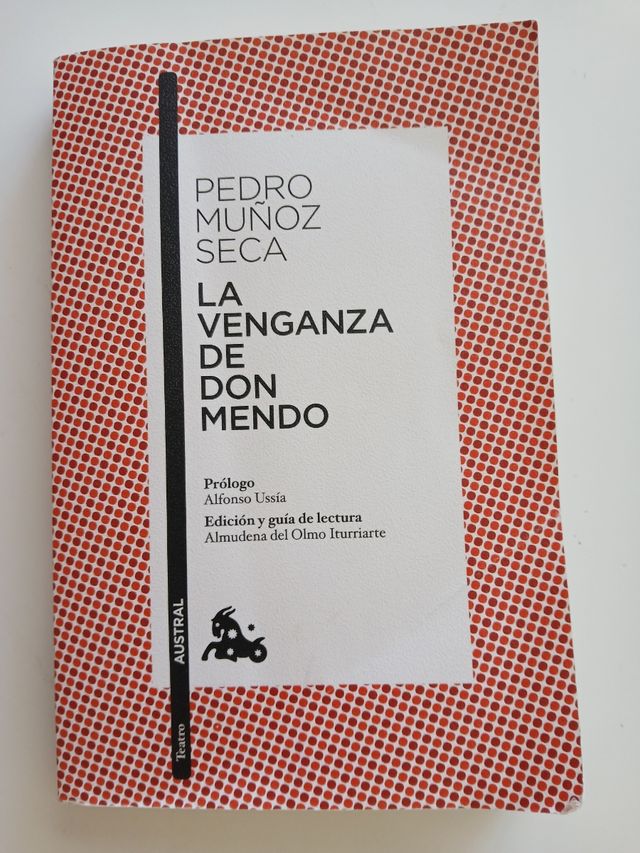 PEDRO
MUÑOZ
SECA
LA
VENGANZA
DE
DON
MENDO
Prólogo
Alfonso Ussía
Edición y guía de lectura
Almudena del Olmo Iturriarte
AUSTRAL
Teatro